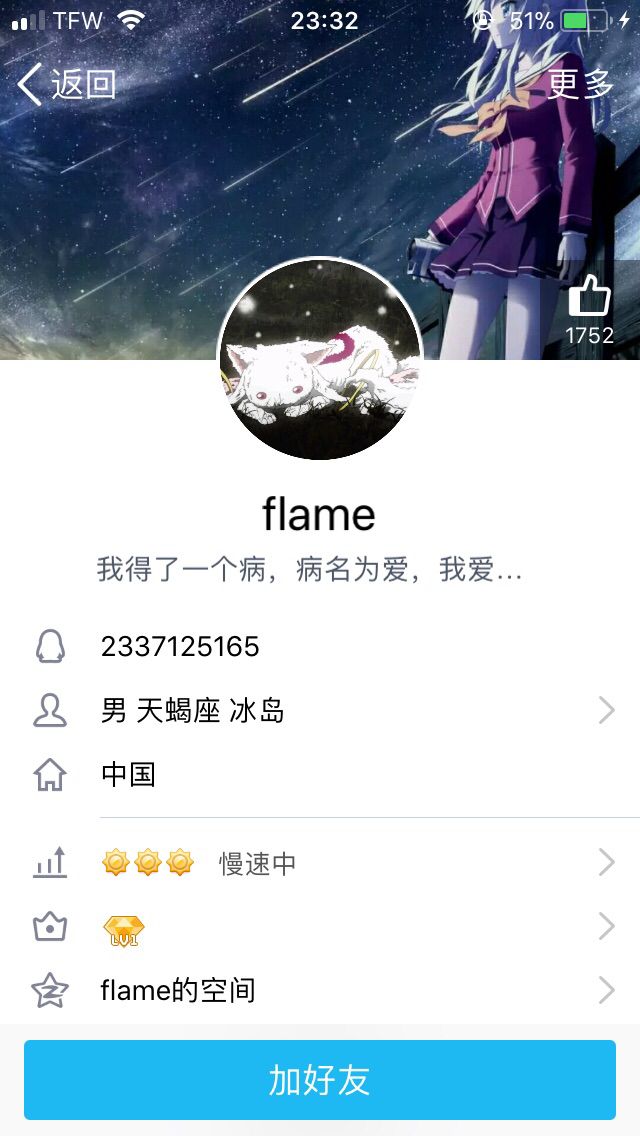 TFW 23:32 51%
返回 更多
1752
flame
我得了一个病，病名为爱，我爱...
2337125165
男 天蝎座 冰岛
中国
慢速中
LV1
flame的空间
加好友